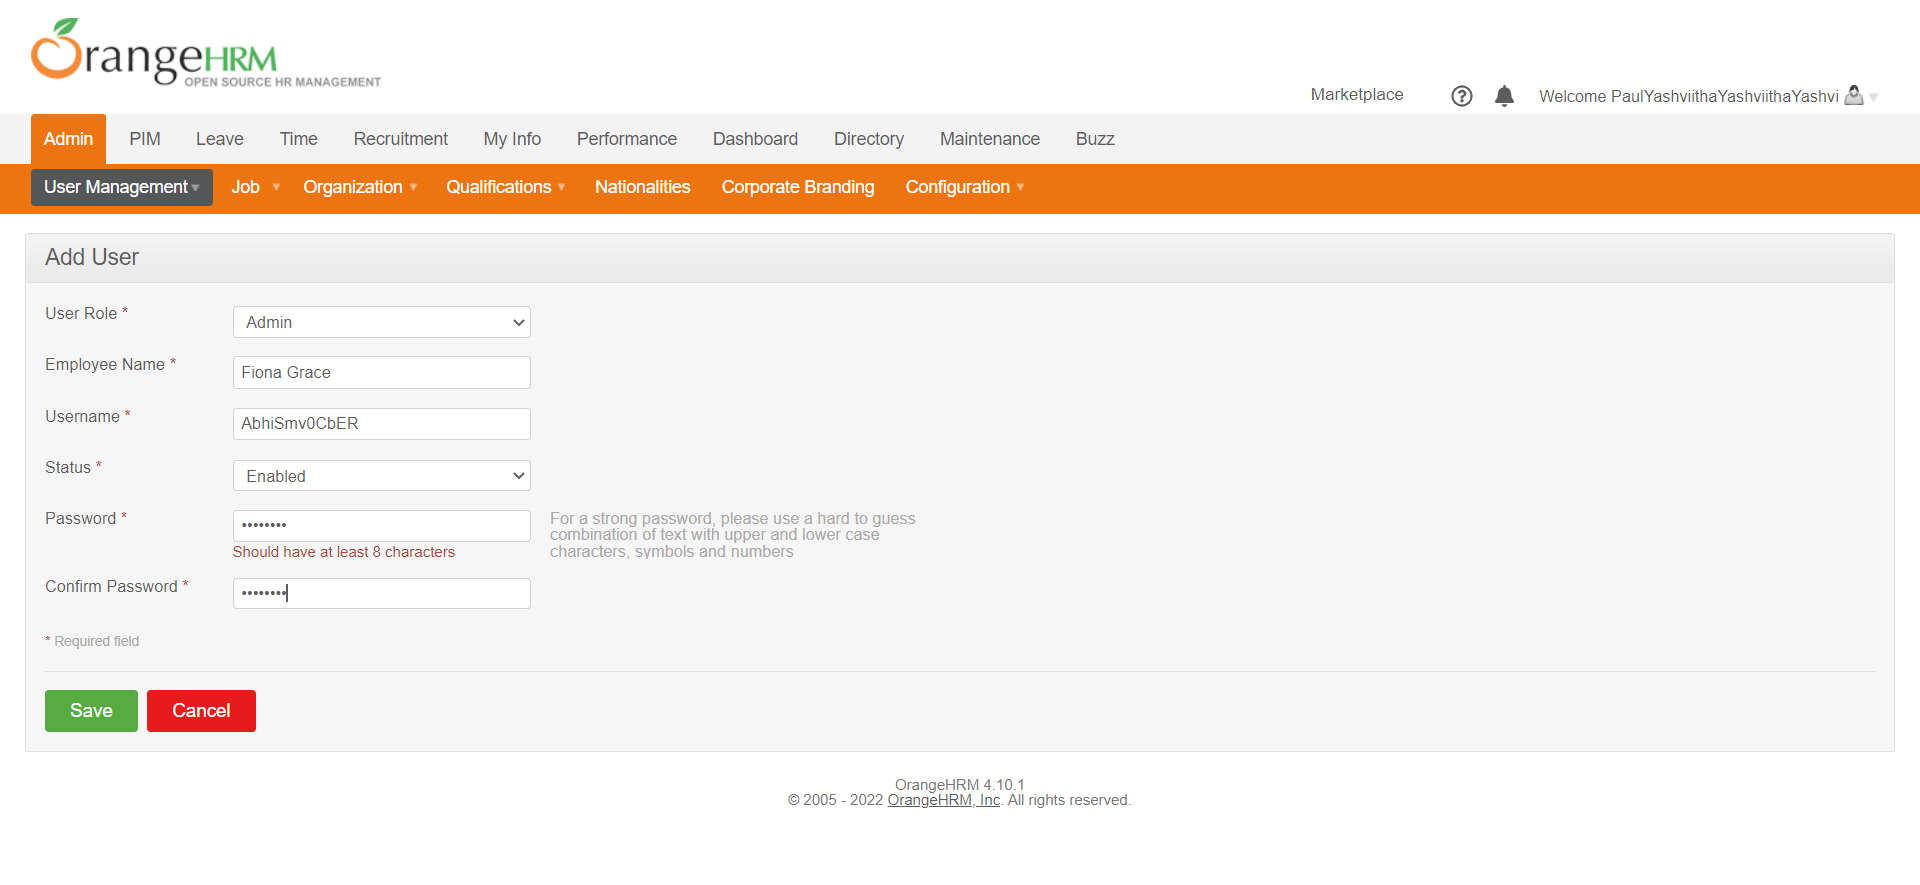 OrangeHRM
OPEN SOURCE HR MANAGEMENT
Marketplace
Welcome PaulYashviithaYashviithaYashvi
Admin PIM Leave Time Recruitment My Info Performance Dashboard Directory Maintenance Buzz
User Management Job Organization Qualifications Nationalities Corporate Branding Configuration
Add User
User Role * Admin
Employee Name * Fiona Grace
Username * AbhiSmv0CbER
Status * Enabled
Password * •••••••• For a strong password, please use a hard to guess
combination of text with upper and lower case
Should have at least 8 characters characters, symbols and numbers
Confirm Password * ••••••••
* Required field
Save Cancel
OrangeHRM 4.10.1
© 2005 - 2022 OrangeHRM, Inc. All rights reserved.